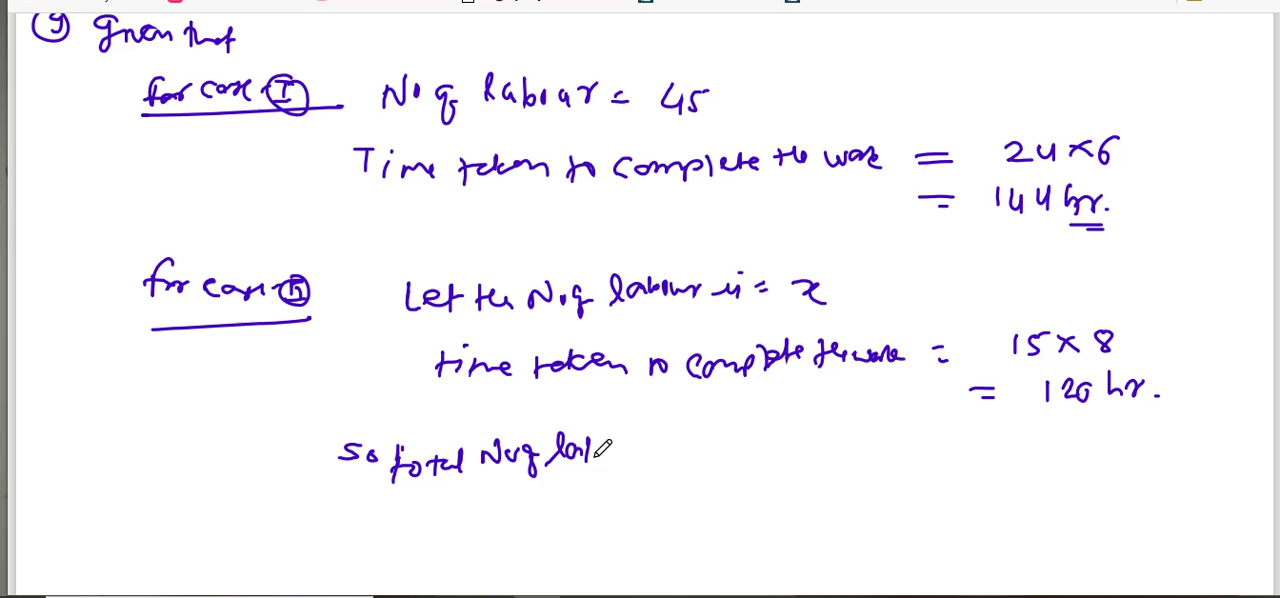 ⑨ Given that
for case Ⅰ No of labour = 45
Time taken to complete the work = 24×6
= 144 hr.
for case Ⅱ Let the No of labour is = x
time taken to complete the work = 15×8
= 120 hr.
So total No of lab